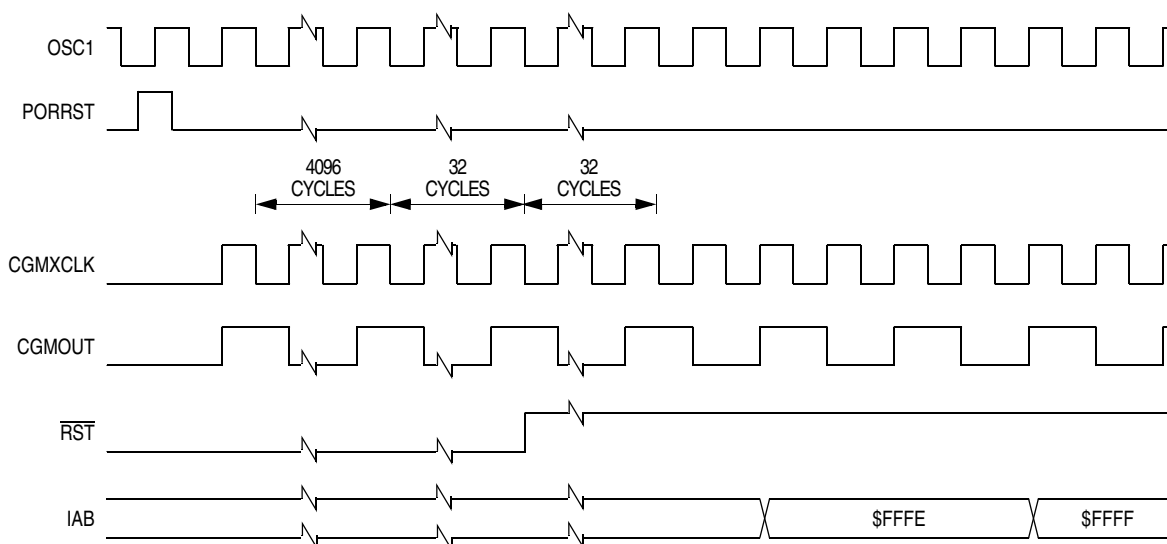 OSC1
PORRST
4096
CYCLES
32
CYCLES
32
CYCLES
CGMXCLK
CGMOUT
RST
IAB
$FFFE
$FFFF